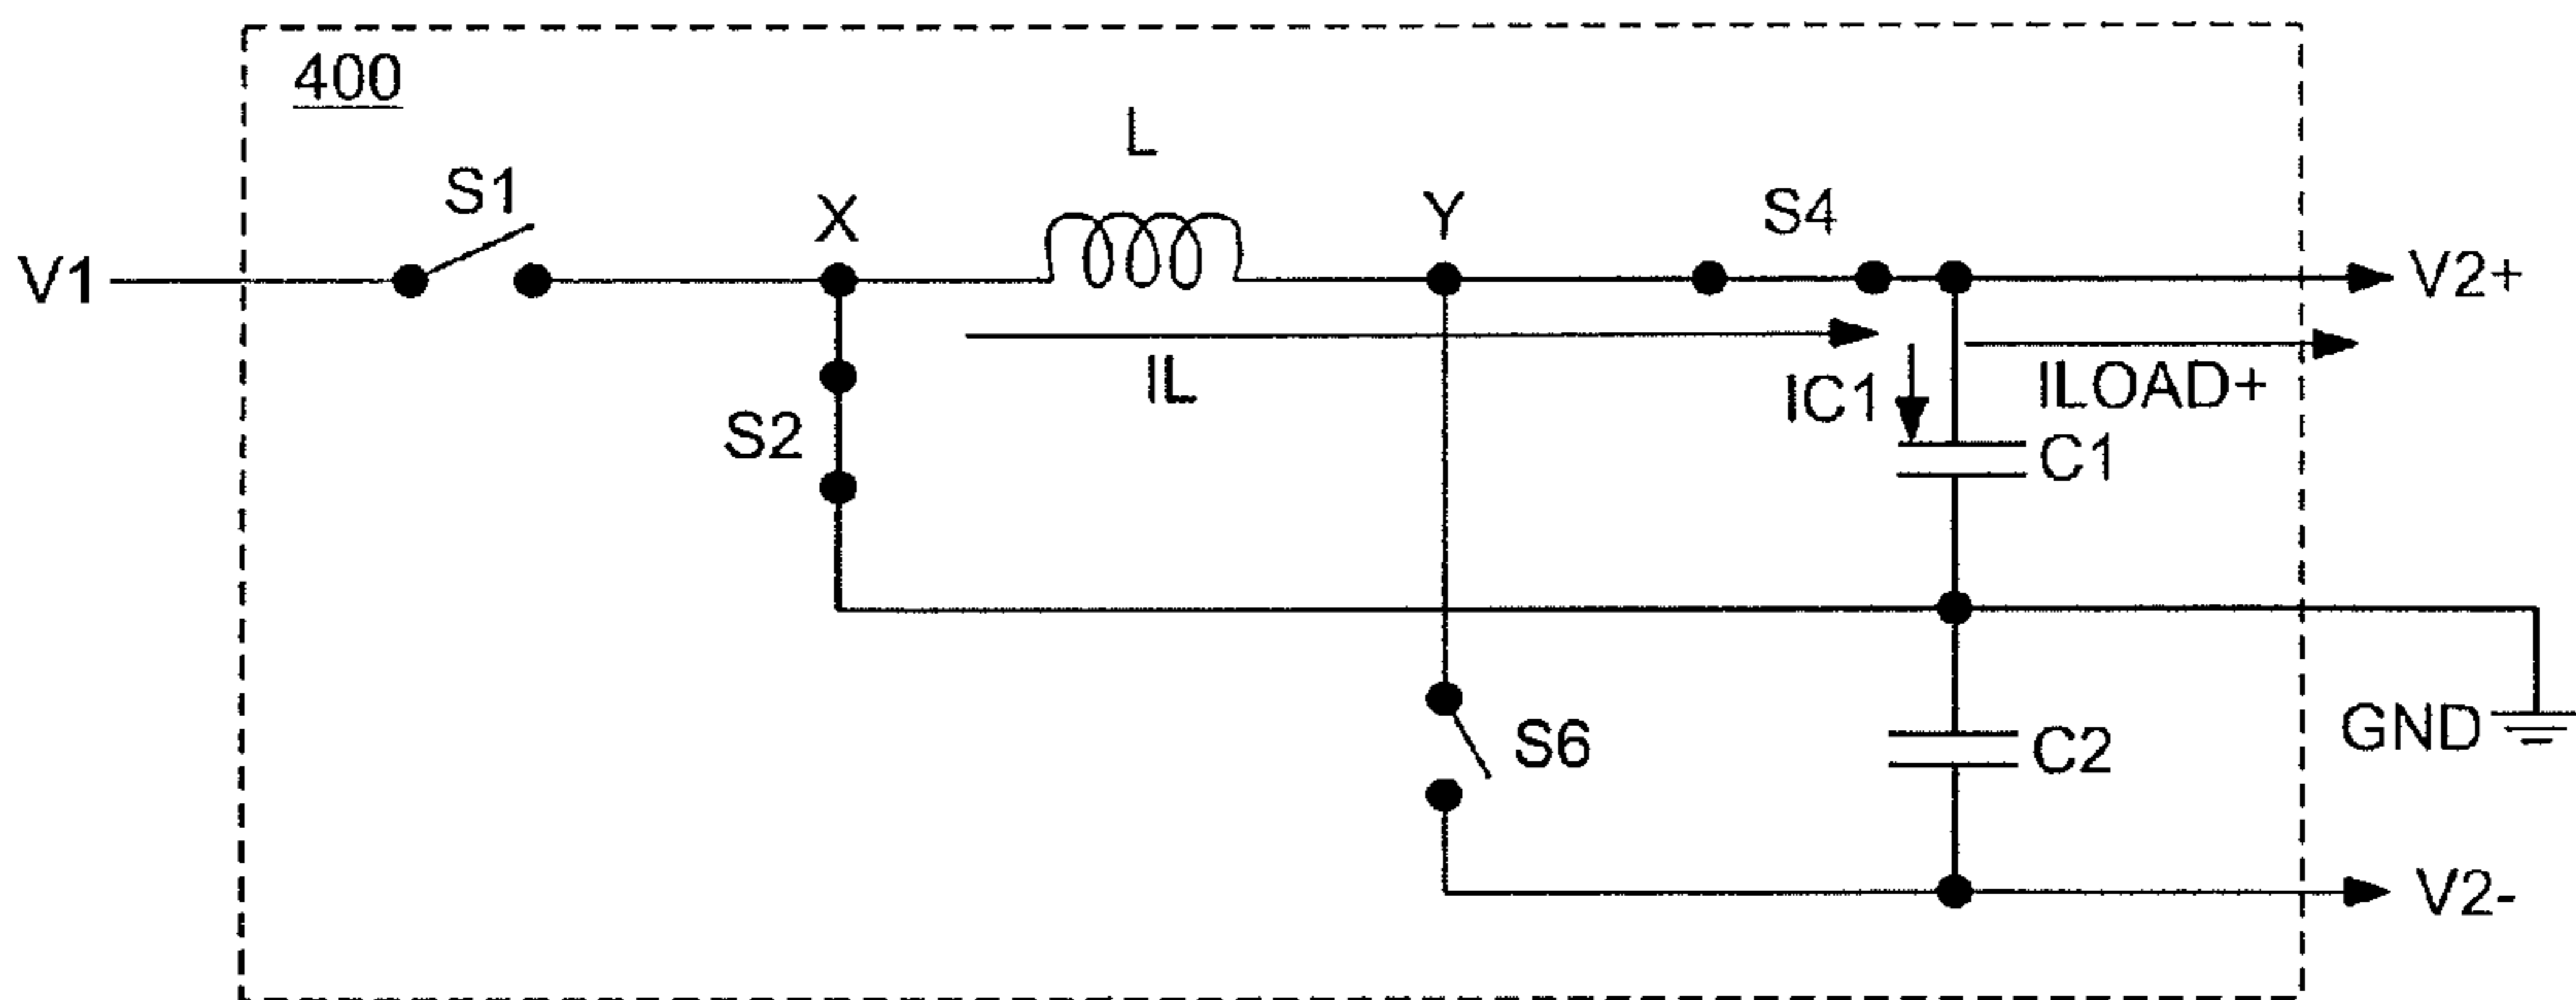 400
L
S1
X
Y
S4
V1
V2+
IL
IC1
ILOAD+
S2
C1
S6
C2
GND
V2-